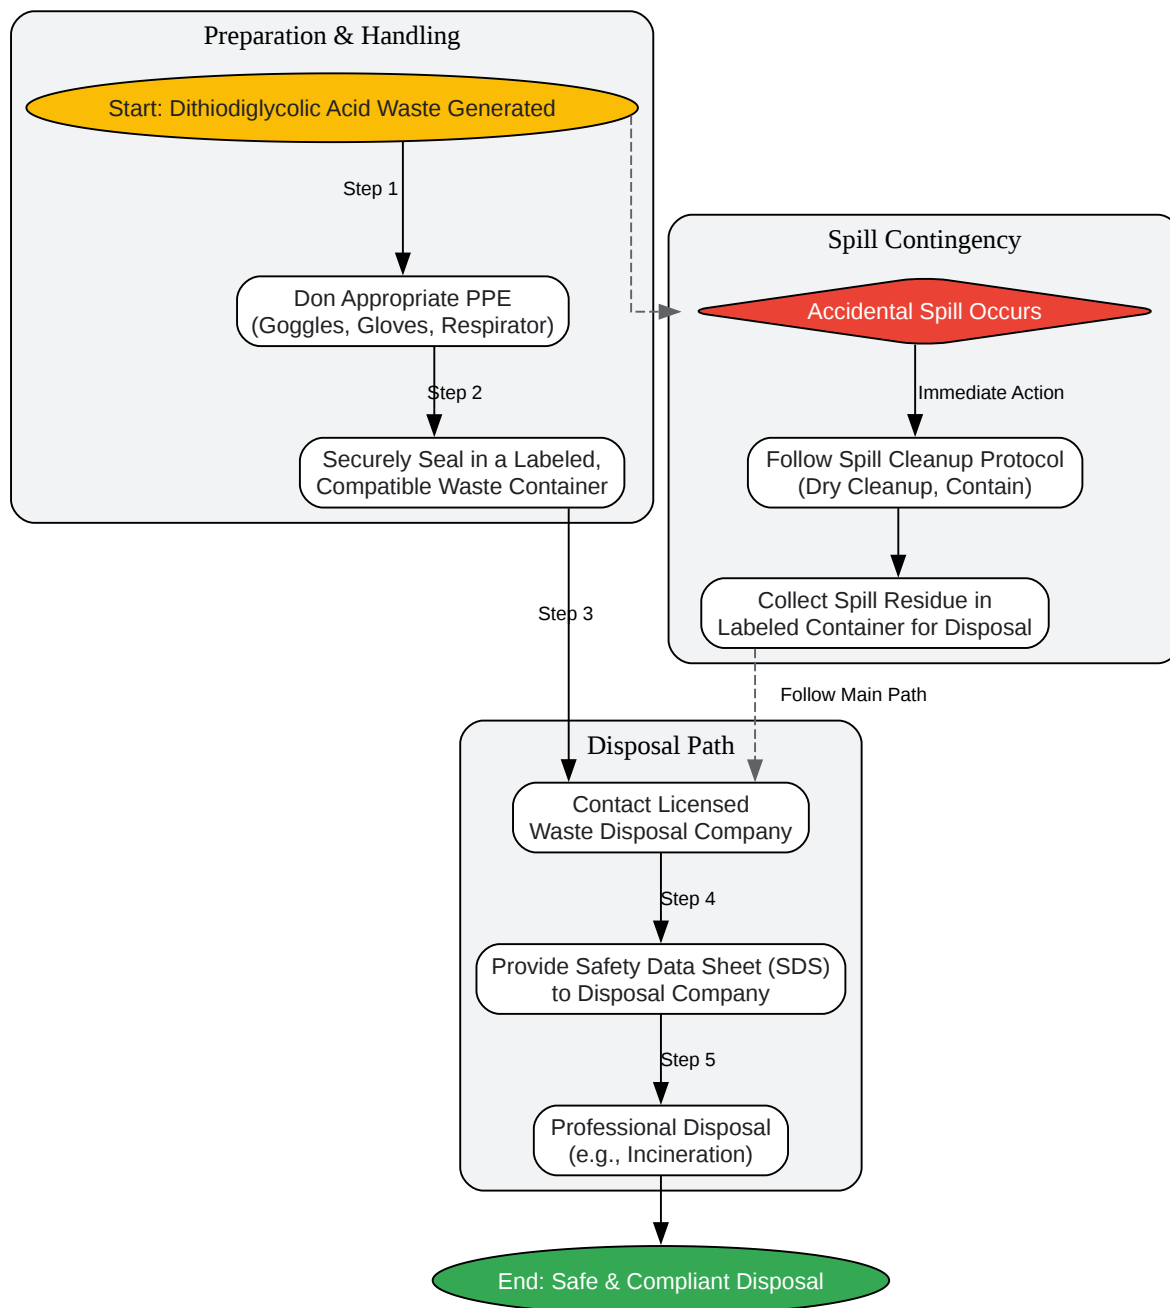 Preparation & Handling
Start: Dithiodiglycolic Acid Waste Generated
Step 1
Don Appropriate PPE
(Goggles, Gloves, Respirator)
Step 2
Securely Seal in a Labeled,
Compatible Waste Container
Step 3
Spill Contingency
Accidental Spill Occurs
Immediate Action
Follow Spill Cleanup Protocol
(Dry Cleanup, Contain)
Collect Spill Residue in
Labeled Container for Disposal
Follow Main Path
Disposal Path
Contact Licensed
Waste Disposal Company
Step 4
Provide Safety Data Sheet (SDS)
to Disposal Company
Step 5
Professional Disposal
(e.g., Incineration)
End: Safe & Compliant Disposal